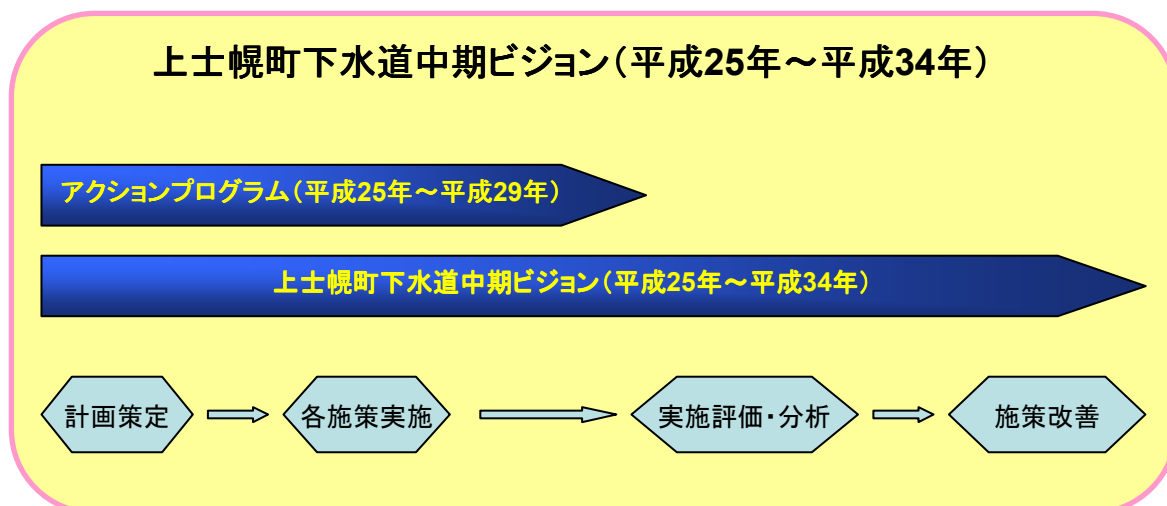 上士幌町下水道中期ビジョン（平成25年～平成34年）
アクションプログラム（平成25年～平成29年）
上士幌町下水道中期ビジョン（平成25年～平成34年）
計画策定
各施策実施
実施評価・分析
施策改善